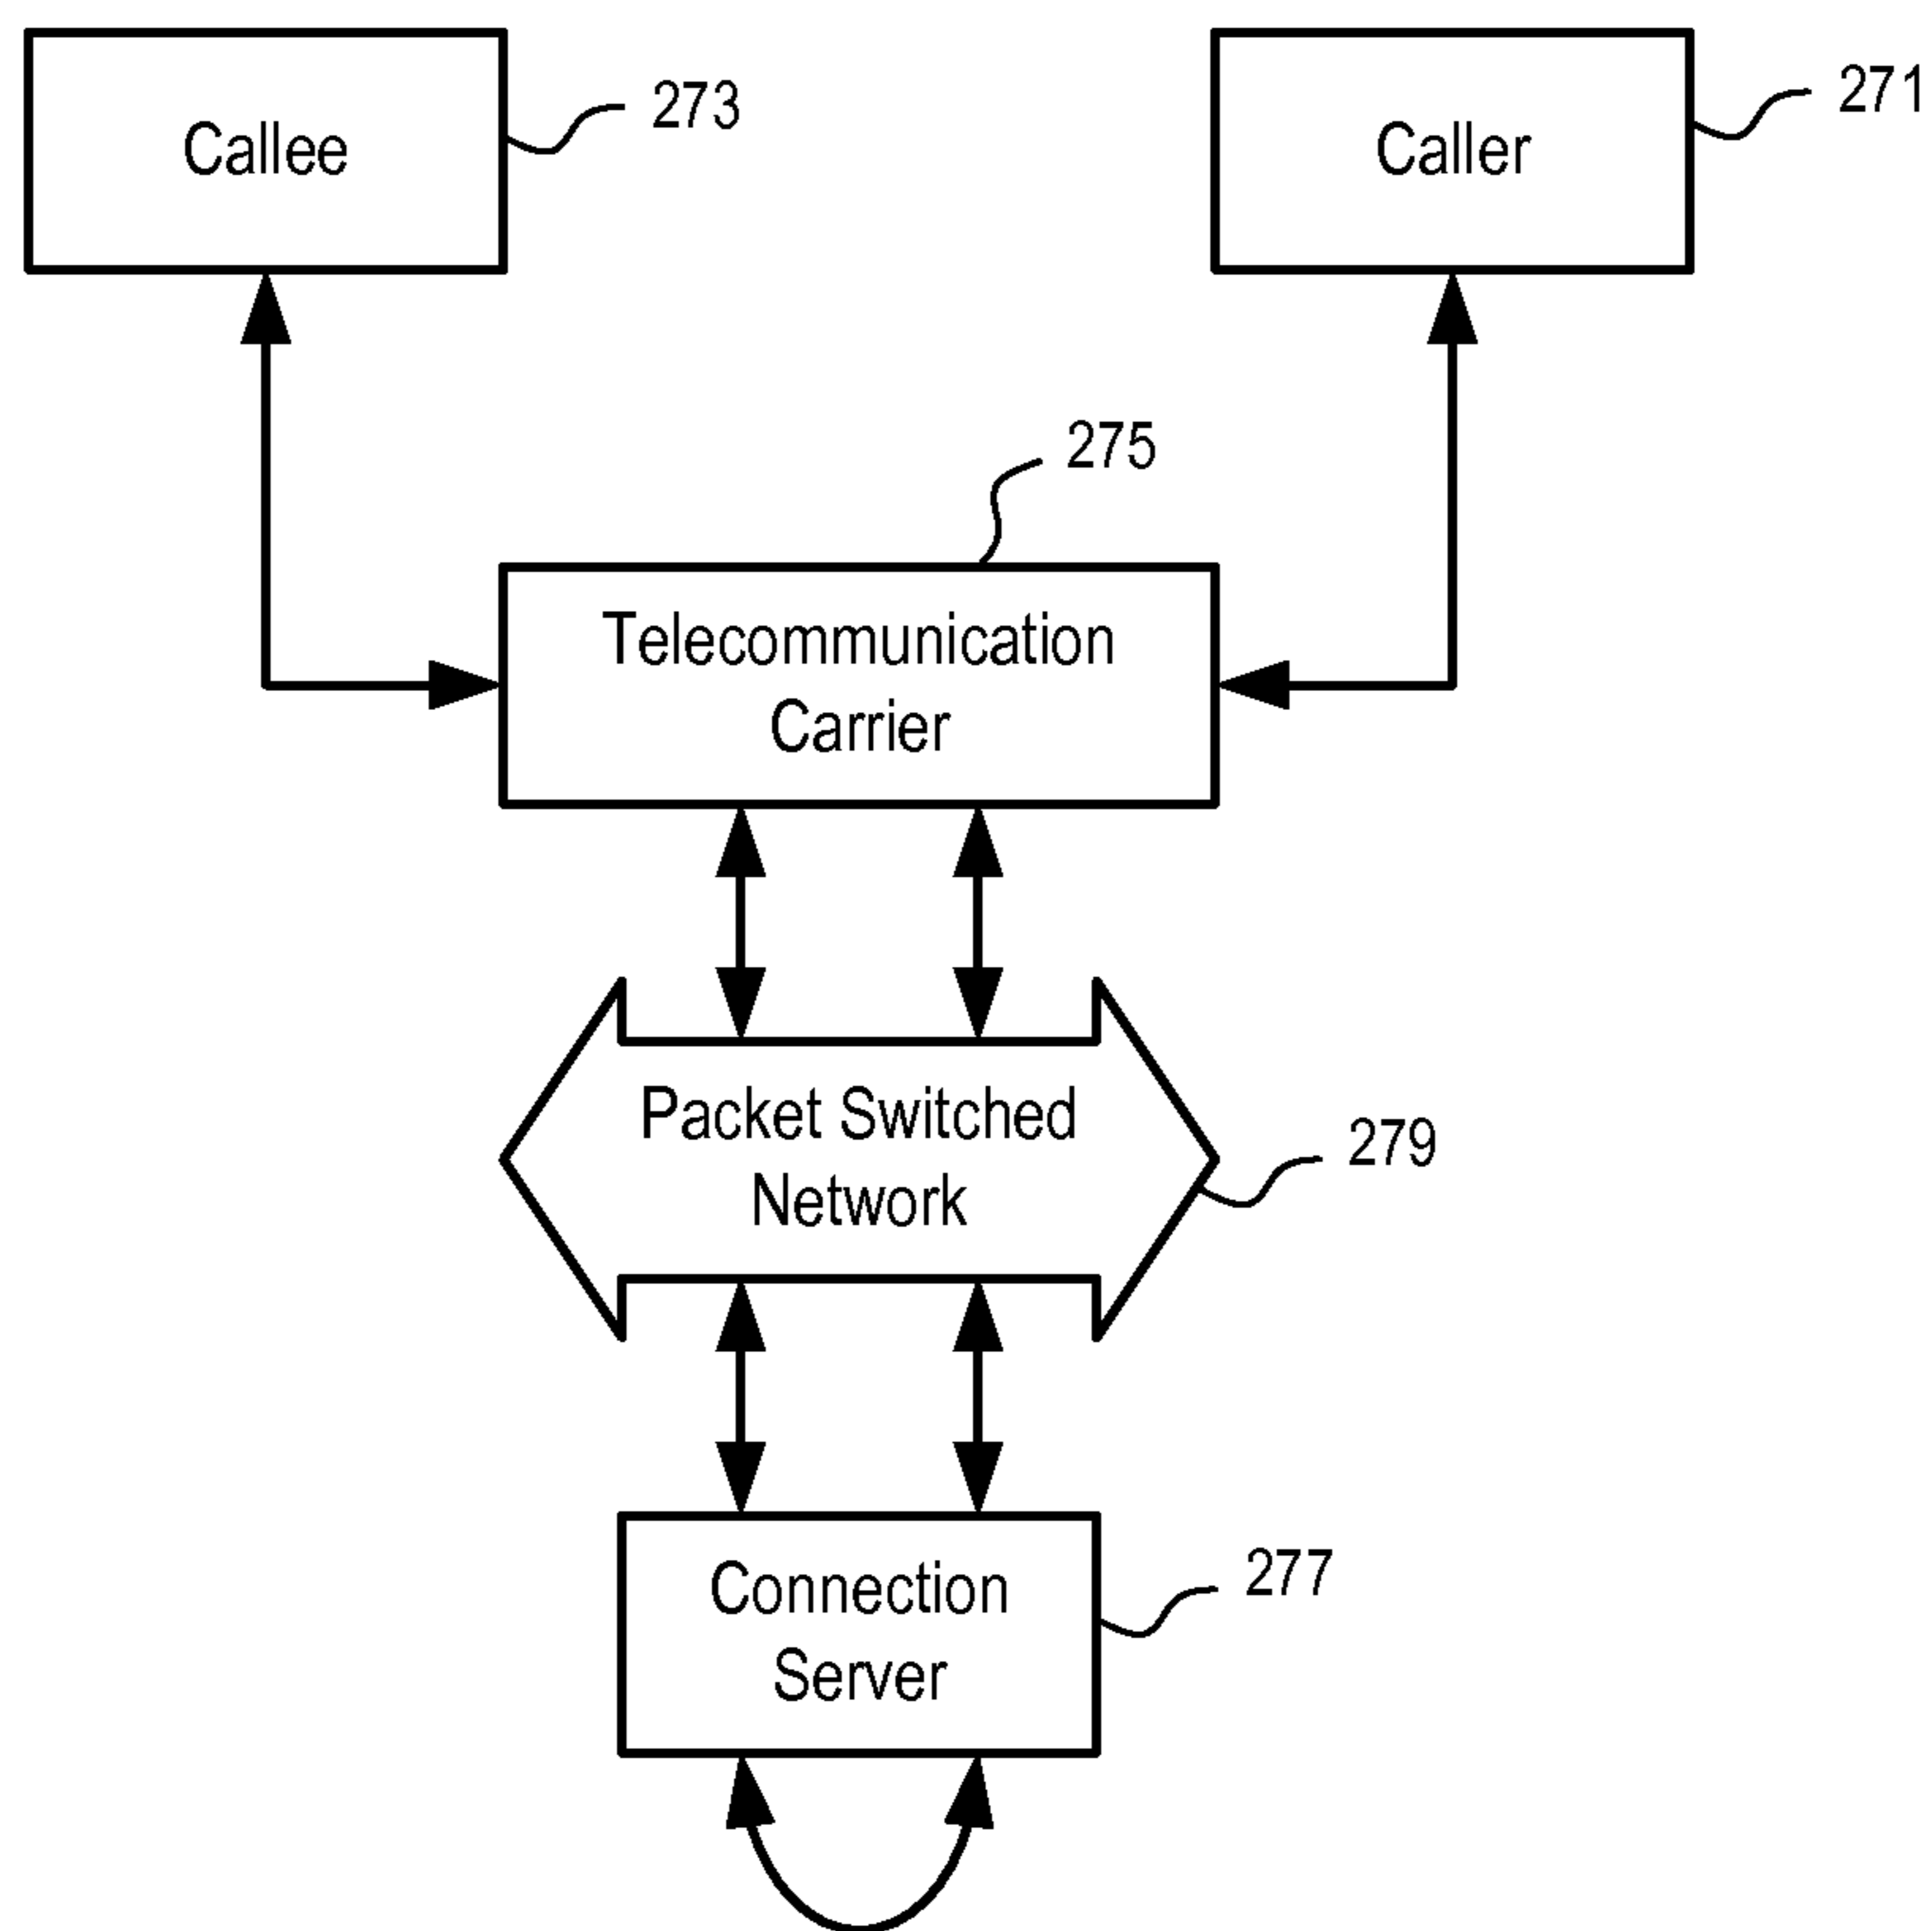 Callee
273
Caller
271
275
Telecommunication
Carrier
Packet Switched
Network
279
Connection
Server
277